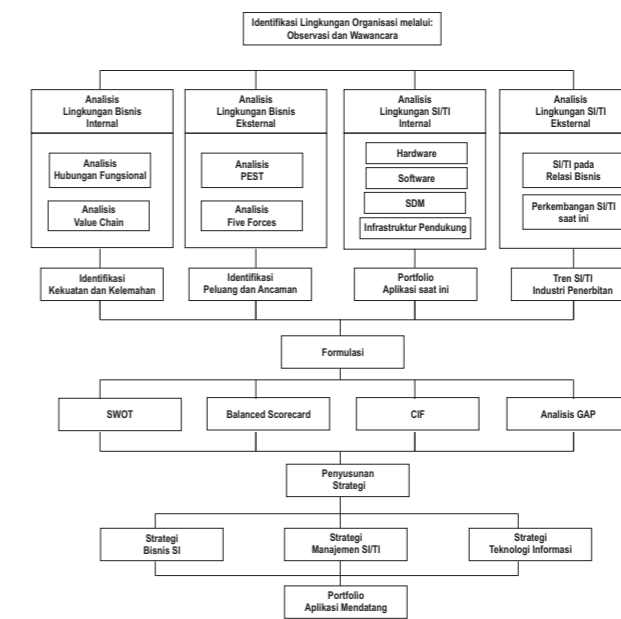 Identifikasi Lingkungan Organisasi melalui:
Observasi dan Wawancara
Analisis
Lingkungan Bisnis
Internal
Analisis
Hubungan Fungsional
Analisis
Value Chain
Identifikasi
Kekuatan dan Kelemahan
Analisis
Lingkungan Bisnis
Eksternal
Analisis
PEST
Analisis
Five Forces
Identifikasi
Peluang dan Ancaman
Analisis
Lingkungan SI/TI
Internal
Hardware
Software
SDM
Infrastruktur Pendukung
Portfolio
Aplikasi saat ini
Analisis
Lingkungan SI/TI
Eksternal
SI/TI pada
Relasi Bisnis
Perkembangan SI/TI
saat ini
Tren SI/TI
Industri Penerbitan
Formulasi
SWOT
Balanced Scorecard
CIF
Analisis GAP
Penyusunan
Strategi
Strategi
Bisnis SI
Strategi
Manajemen SI/TI
Strategi
Teknologi Informasi
Portfolio
Aplikasi Mendatang